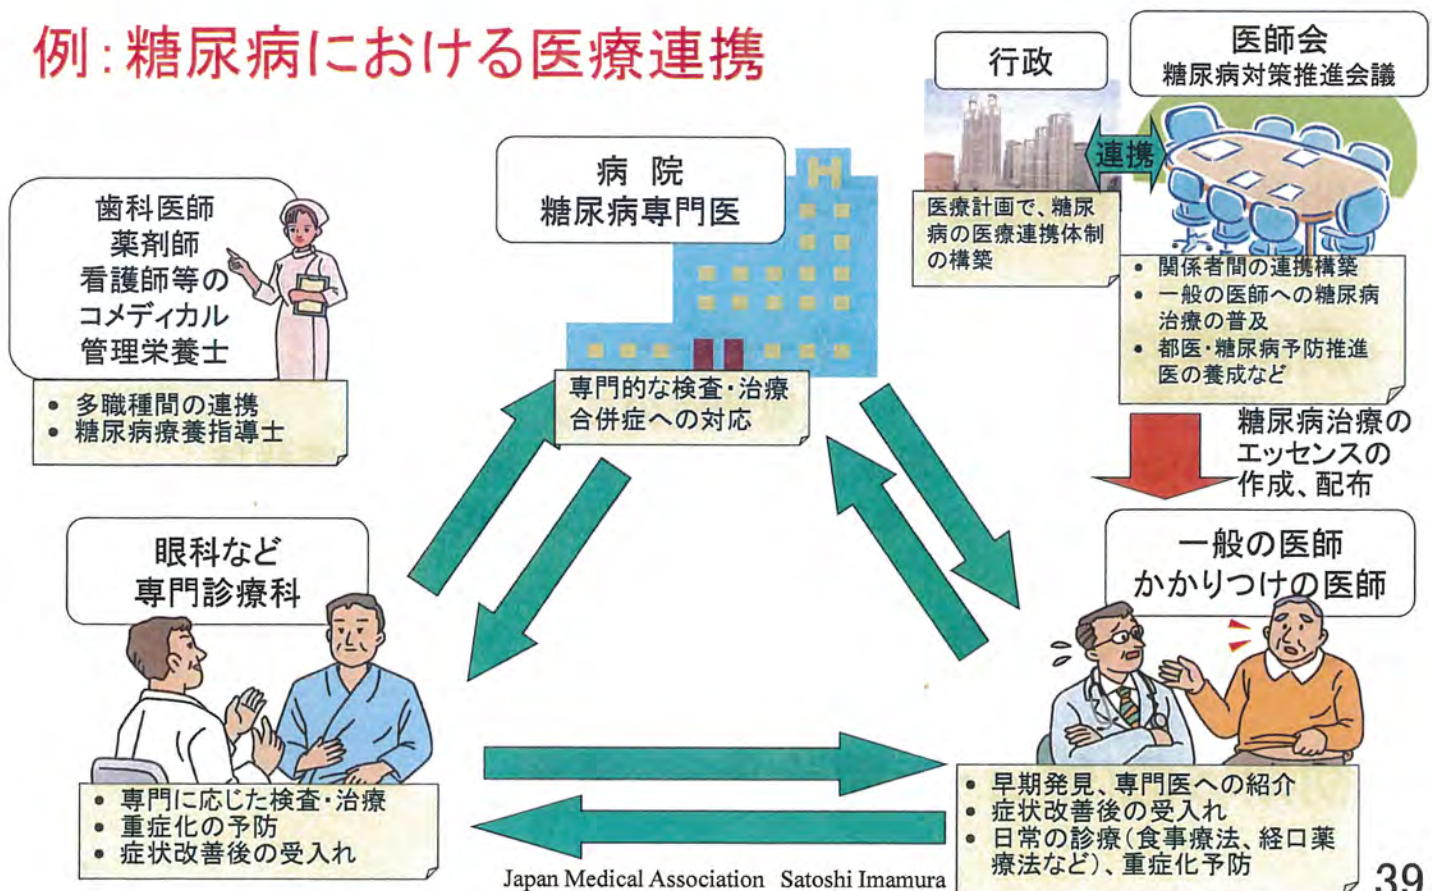 例:糖尿病における医療連携
行政
医師会
糖尿病対策推進会議
連携
医療計画で、糖尿
病の医療連携体制
の構築
• 関係者間の連携構築
• 一般の医師への糖尿病
治療の普及
• 都医・糖尿病予防推進
医の養成など
病 院
糖尿病専門医
H
専門的な検査・治療
合併症への対応
歯科医師
薬剤師
看護師等の
コメディカル
管理栄養士
• 多職種間の連携
• 糖尿病療養指導士
糖尿病治療の
エッセンスの
作成、配布
眼科など
専門診療科
• 専門に応じた検査・治療
• 重症化の予防
• 症状改善後の受入れ
一般の医師
かかりつけの医師
• 早期発見、専門医への紹介
• 症状改善後の受入れ
• 日常の診療(食事療法、経口薬
療法など)、重症化予防
Japan Medical Association Satoshi Imamura
39